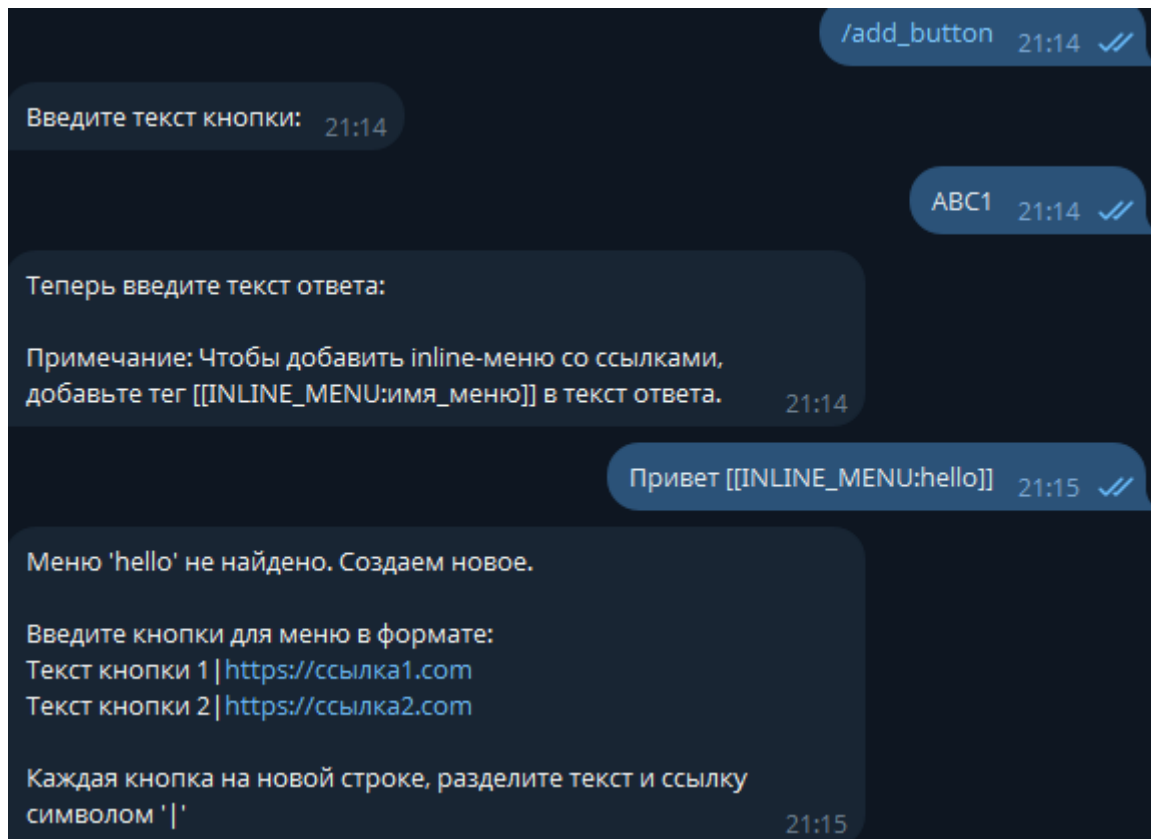 /add_button 21:14
Введите текст кнопки: 21:14
ABC1 21:14
Теперь введите текст ответа:
Примечание: Чтобы добавить inline-меню со ссылками,
добавьте тег [[INLINE_MENU:имя_меню]] в текст ответа. 21:14
Привет [[INLINE_MENU:hello]] 21:15
Меню 'hello' не найдено. Создаем новое.
Введите кнопки для меню в формате:
Текст кнопки 1|https://ссылка1.com
Текст кнопки 2|https://ссылка2.com
Каждая кнопка на новой строке, разделите текст и ссылку
символом '|' 21:15